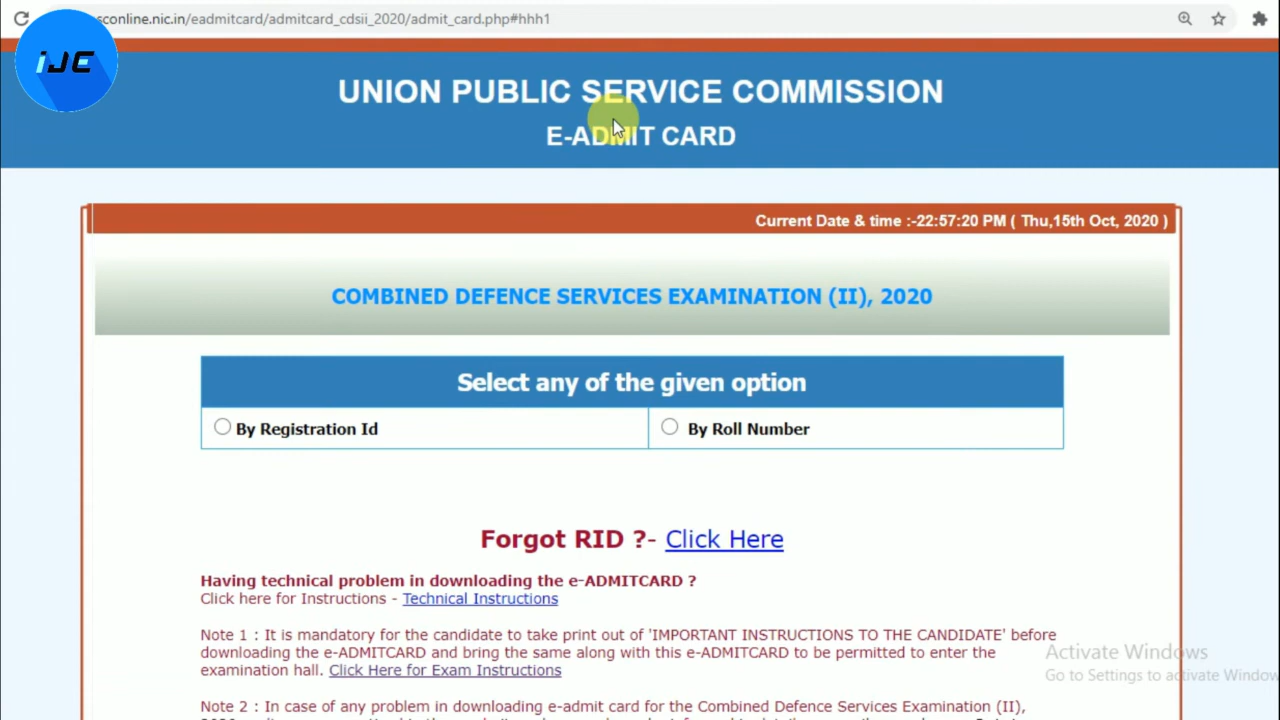 sconline.nic.in/eadmitcard/admitcard_cdsii_2020/admit_card.php#hhh1
iJE
UNION PUBLIC SERVICE COMMISSION
E-ADMIT CARD
Current Date & time :-22:57:20 PM ( Thu,15th Oct, 2020 )
COMBINED DEFENCE SERVICES EXAMINATION (II), 2020
Select any of the given option
By Registration Id
By Roll Number
Forgot RID ?- Click Here
Having technical problem in downloading the e-ADMITCARD ?
Click here for Instructions - Technical Instructions
Note 1 : It is mandatory for the candidate to take print out of 'IMPORTANT INSTRUCTIONS TO THE CANDIDATE' before
downloading the e-ADMITCARD and bring the same along with this e-ADMITCARD to be permitted to enter the
examination hall. Click Here for Exam Instructions
Activate Windows
Go to Settings to activate Window
Note 2 : In case of any problem in downloading e-admit card for the Combined Defence Services Examination (II),